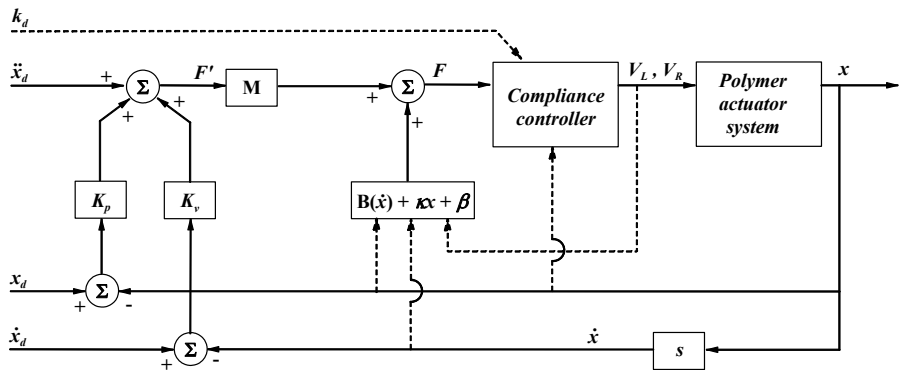 k_d
ẍ_d
+
Σ
+
+
F'
M
+
Σ
+
F
Compliance
controller
V_L , V_R
Polymer
actuator
system
x
K_p
K_v
B(ẋ) + κx + β
x_d
+
Σ
-
ẋ_d
+
Σ
-
ẋ
s